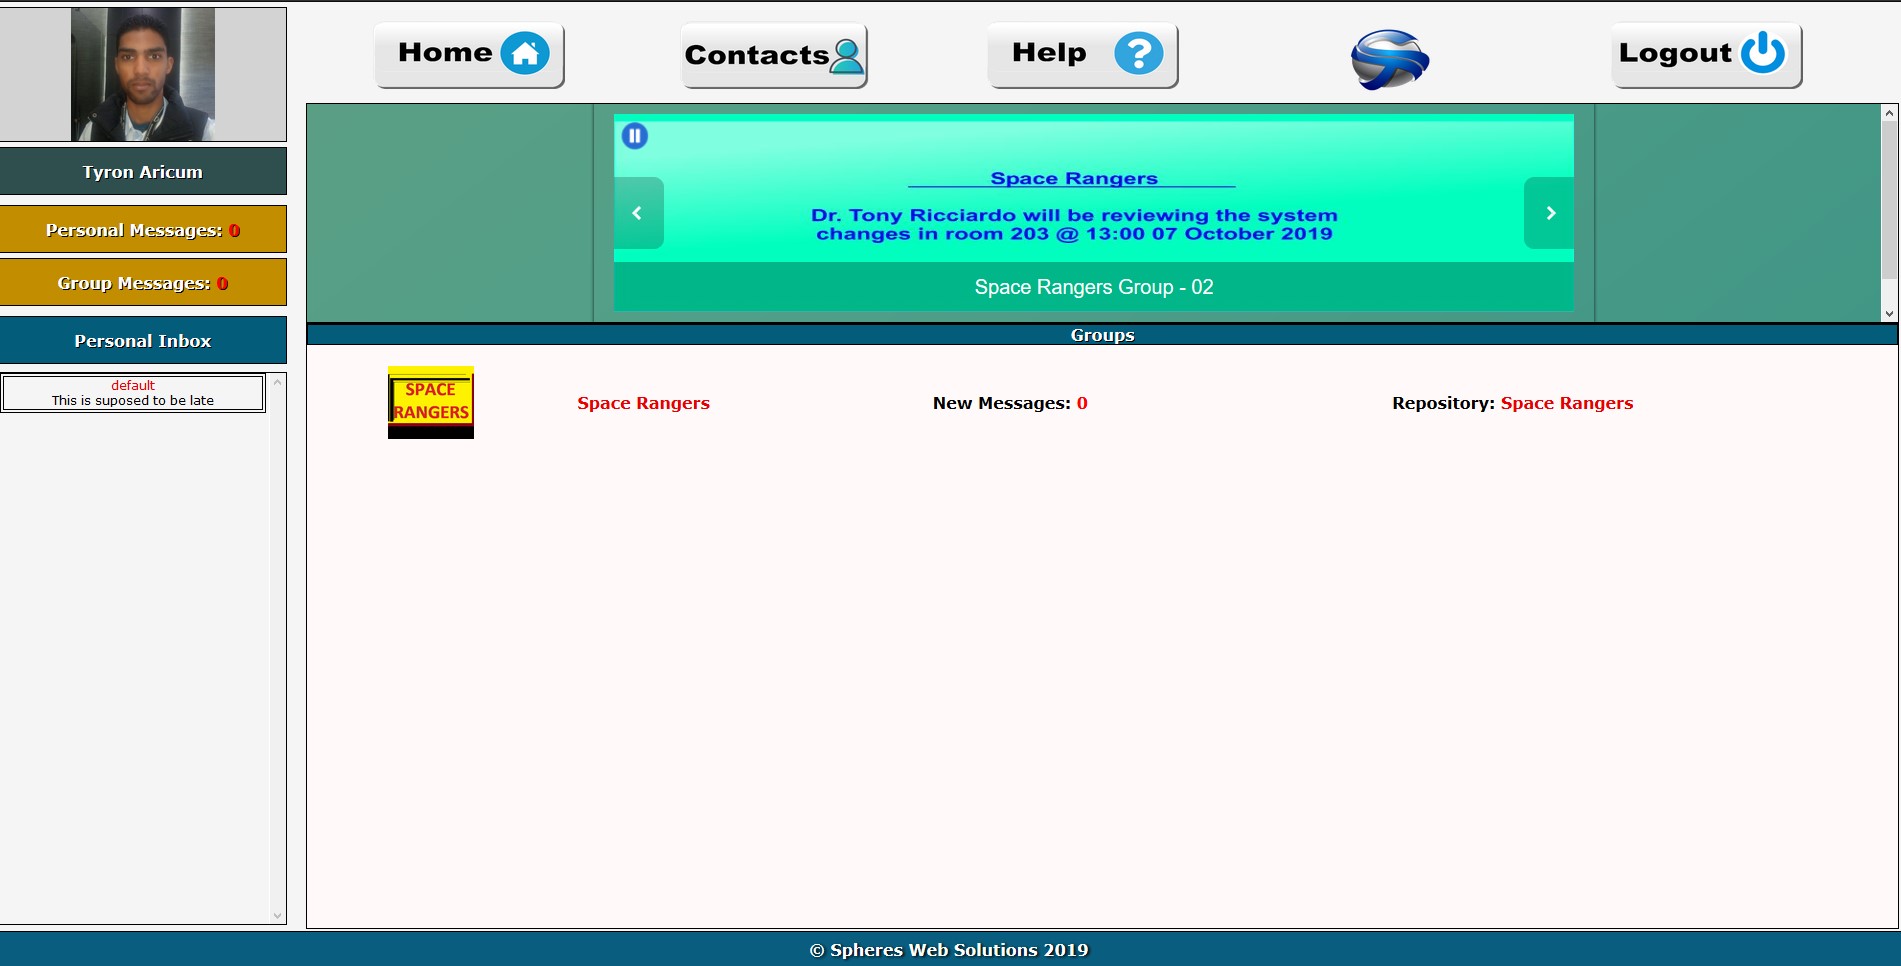 Home
Contacts
Help
?
Logout
Tyron Aricum
Personal Messages: 0
Group Messages: 0
Personal Inbox
default
This is suposed to be late
Space Rangers
Dr. Tony Ricciardo will be reviewing the system
changes in room 203 @ 13:00 07 October 2019
Space Rangers Group - 02
Groups
SPACE
RANGERS
Space Rangers
New Messages: 0
Repository: Space Rangers
© Spheres Web Solutions 2019